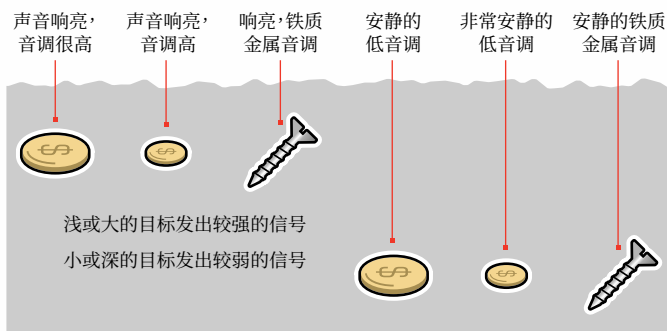 声音响亮，
音调很高
声音响亮，
音调高
响亮，铁质
金属音调
安静的
低音调
非常安静的
低音调
安静的铁质
金属音调
浅或大的目标发出较强的信号
小或深的目标发出较弱的信号